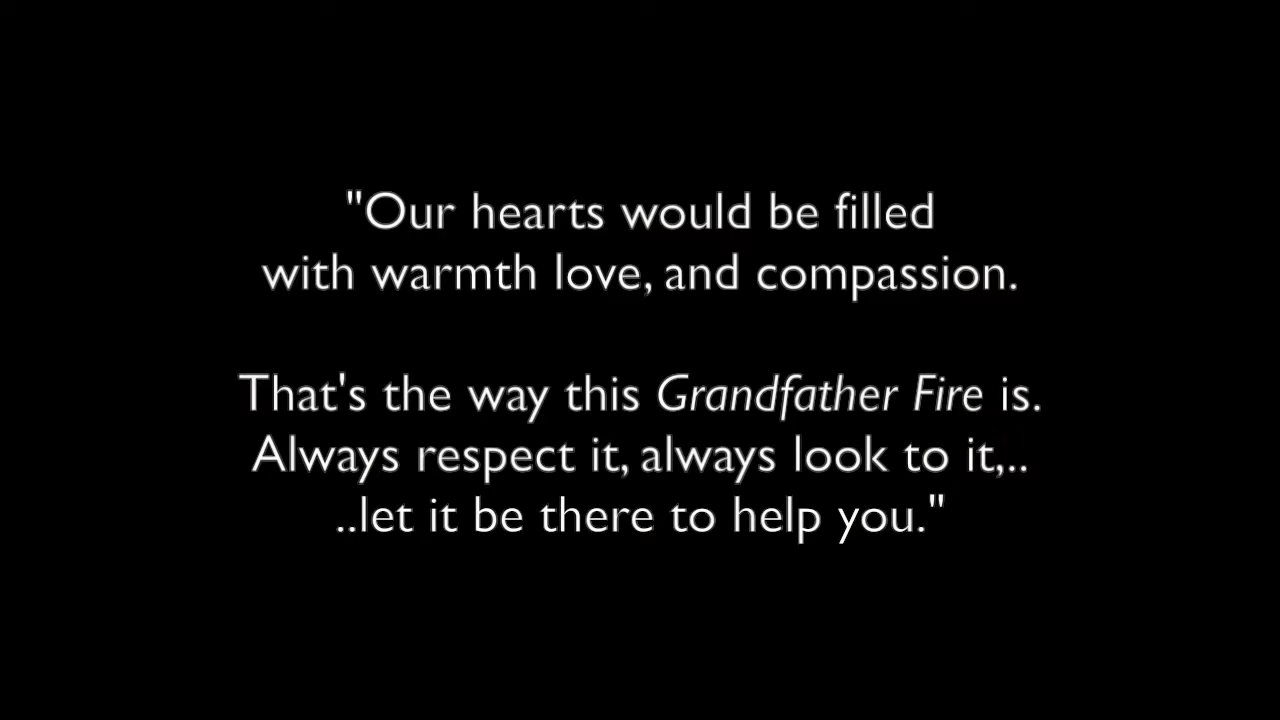 "Our hearts would be filled
with warmth love, and compassion.
That's the way this Grandfather Fire is.
Always respect it, always look to it,..
..let it be there to help you."